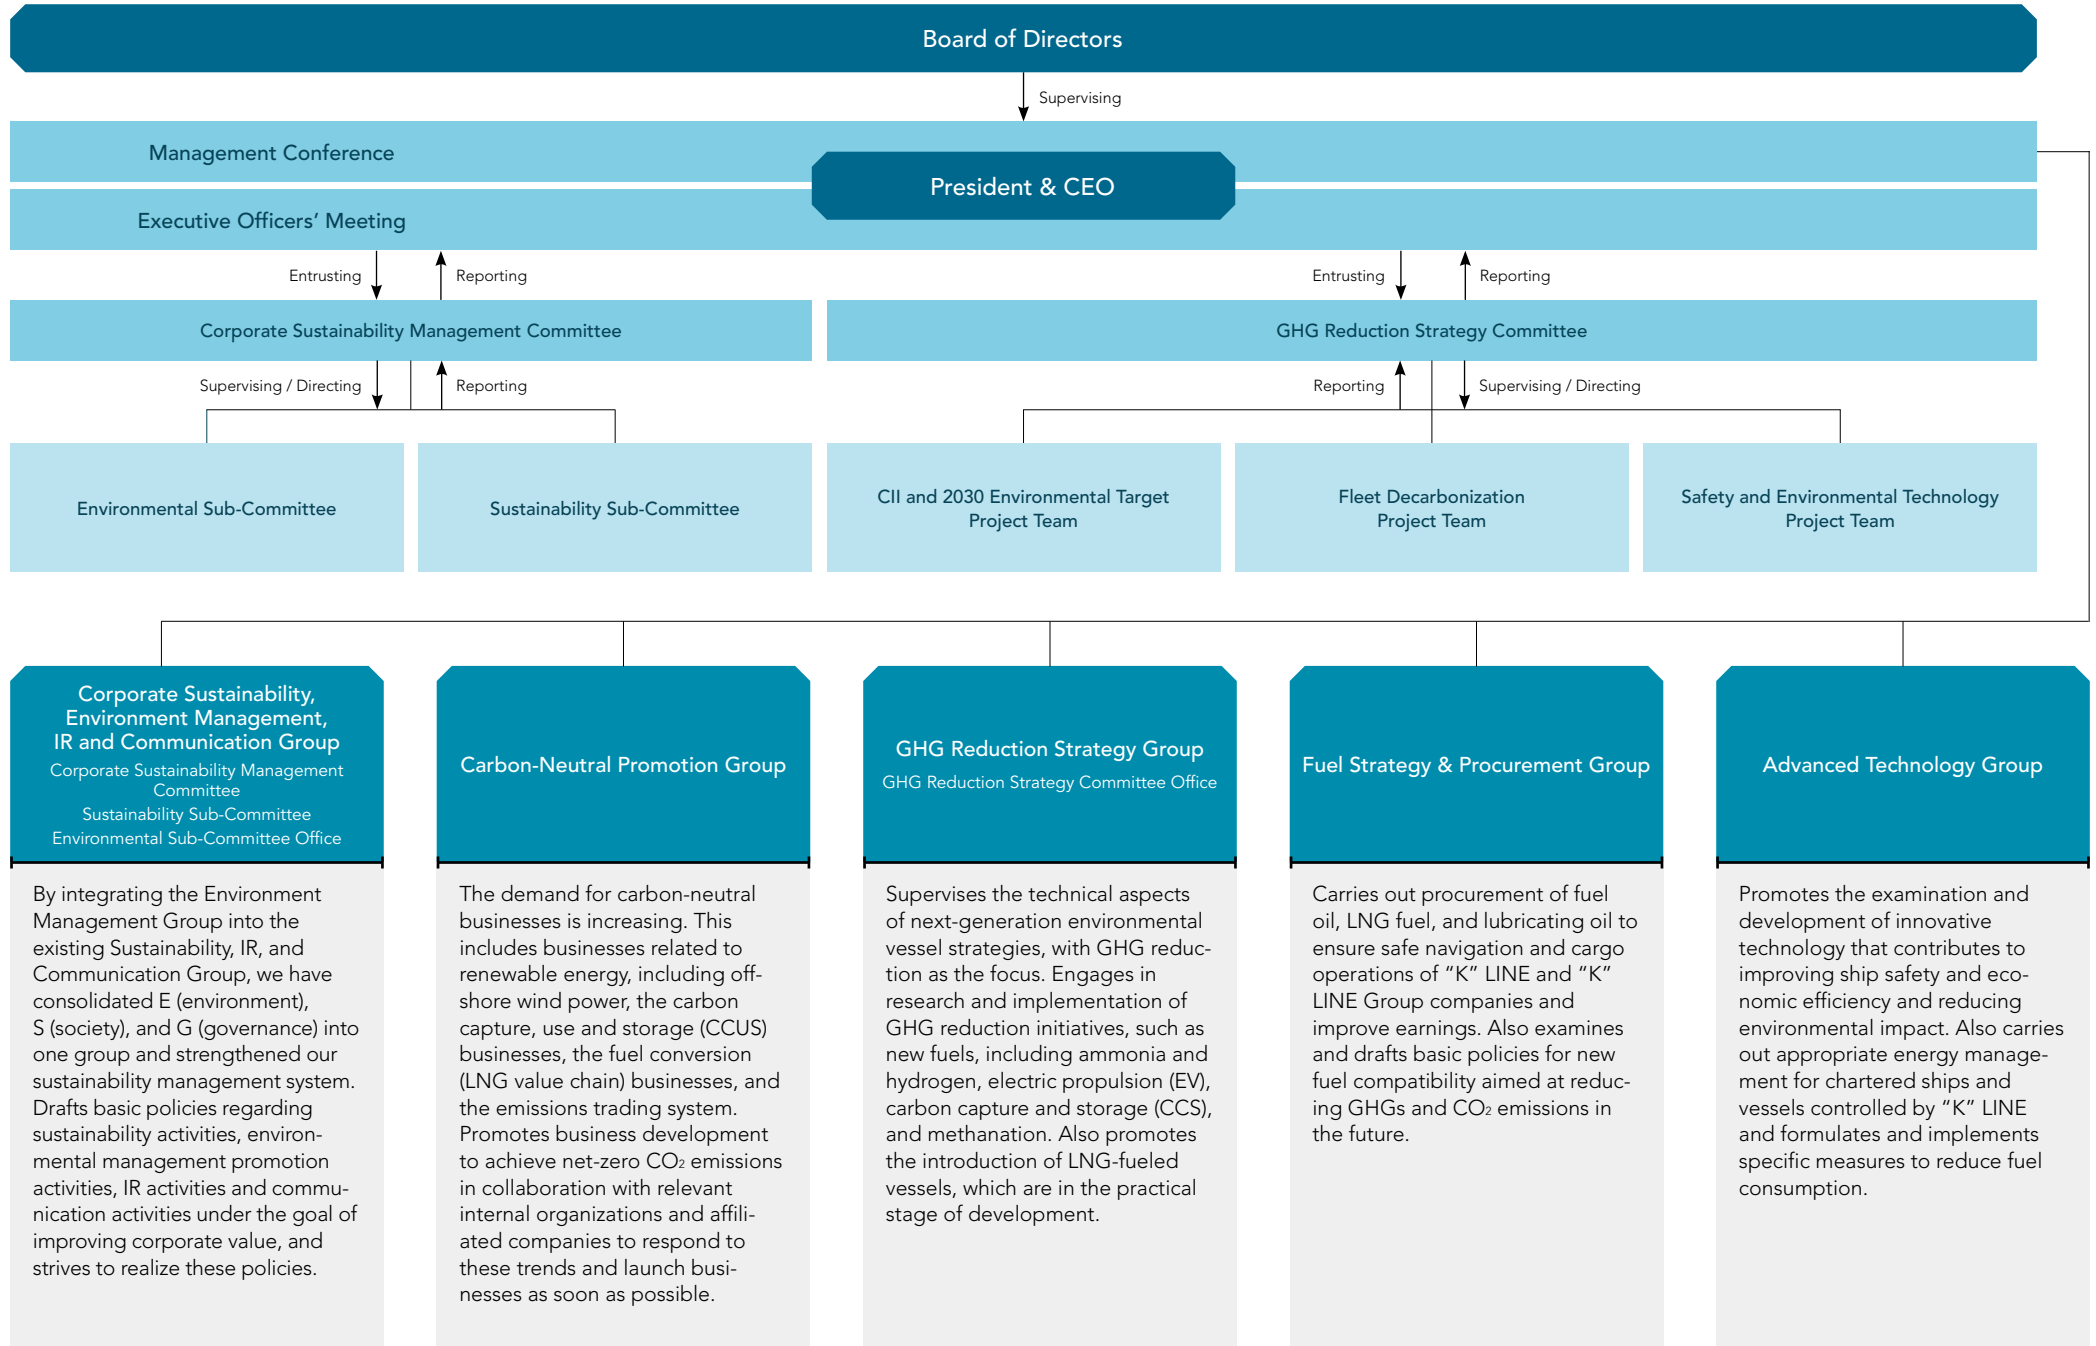 Board of Directors
Supervising
Management Conference
President & CEO
Executive Officers’ Meeting
Entrusting
Reporting
Entrusting
Reporting
Corporate Sustainability Management Committee
GHG Reduction Strategy Committee
Supervising / Directing
Reporting
Reporting
Supervising / Directing
Environmental Sub-Committee
Sustainability Sub-Committee
CII and 2030 Environmental Target
Project Team
Fleet Decarbonization
Project Team
Safety and Environmental Technology
Project Team
Corporate Sustainability,
Environment Management,
IR and Communication Group
Corporate Sustainability Management
Committee
Sustainability Sub-Committee
Environmental Sub-Committee Office
By integrating the Environment
Management Group into the
existing Sustainability, IR, and
Communication Group, we have
consolidated E (environment),
S (society), and G (governance) into
one group and strengthened our
sustainability management system.
Drafts basic policies regarding
sustainability activities, environ-
mental management promotion
activities, IR activities and commu-
nication activities under the goal of
improving corporate value, and
strives to realize these policies.
Carbon-Neutral Promotion Group
The demand for carbon-neutral
businesses is increasing. This
includes businesses related to
renewable energy, including off-
shore wind power, the carbon
capture, use and storage (CCUS)
businesses, the fuel conversion
(LNG value chain) businesses, and
the emissions trading system.
Promotes business development
to achieve net-zero CO₂ emissions
in collaboration with relevant
internal organizations and affili-
ated companies to respond to
these trends and launch busi-
nesses as soon as possible.
GHG Reduction Strategy Group
GHG Reduction Strategy Committee Office
Supervises the technical aspects
of next-generation environmental
vessel strategies, with GHG reduc-
tion as the focus. Engages in
research and implementation of
GHG reduction initiatives, such as
new fuels, including ammonia and
hydrogen, electric propulsion (EV),
carbon capture and storage (CCS),
and methanation. Also promotes
the introduction of LNG-fueled
vessels, which are in the practical
stage of development.
Fuel Strategy & Procurement Group
Carries out procurement of fuel
oil, LNG fuel, and lubricating oil to
ensure safe navigation and cargo
operations of “K” LINE and “K”
LINE Group companies and
improve earnings. Also examines
and drafts basic policies for new
fuel compatibility aimed at reduc-
ing GHGs and CO₂ emissions in
the future.
Advanced Technology Group
Promotes the examination and
development of innovative
technology that contributes to
improving ship safety and eco-
nomic efficiency and reducing
environmental impact. Also carries
out appropriate energy manage-
ment for chartered ships and
vessels controlled by “K” LINE
and formulates and implements
specific measures to reduce fuel
consumption.